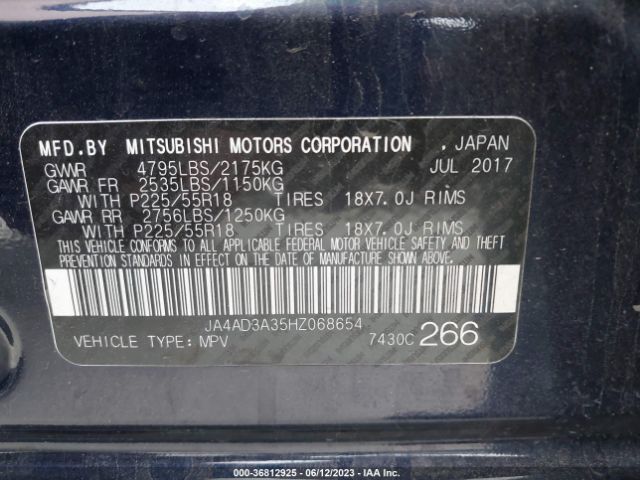 MFD.BY MITSUBISHI MOTORS CORPORATION . JAPAN
GVWR 4795LBS/2175KG JUL 2017
GAWR FR 2535LBS/1150KG
WITH P225/55R18 TIRES 18X7.0J RIMS
GAWR RR 2756LBS/1250KG
WITH P225/55R18 TIRES 18X7.0J RIMS
THIS VEHICLE CONFORMS TO ALL APPLICABLE FEDERAL MOTOR VEHICLE SAFETY AND THEFT
PREVENTION STANDARDS IN EFFECT ON THE DATE OF MANUFACTURE SHOWN ABOVE.
JA4AD3A35HZ068654
VEHICLE TYPE: MPV 7430C 266
000-36812925 - 06/12/2023 - IAA Inc.